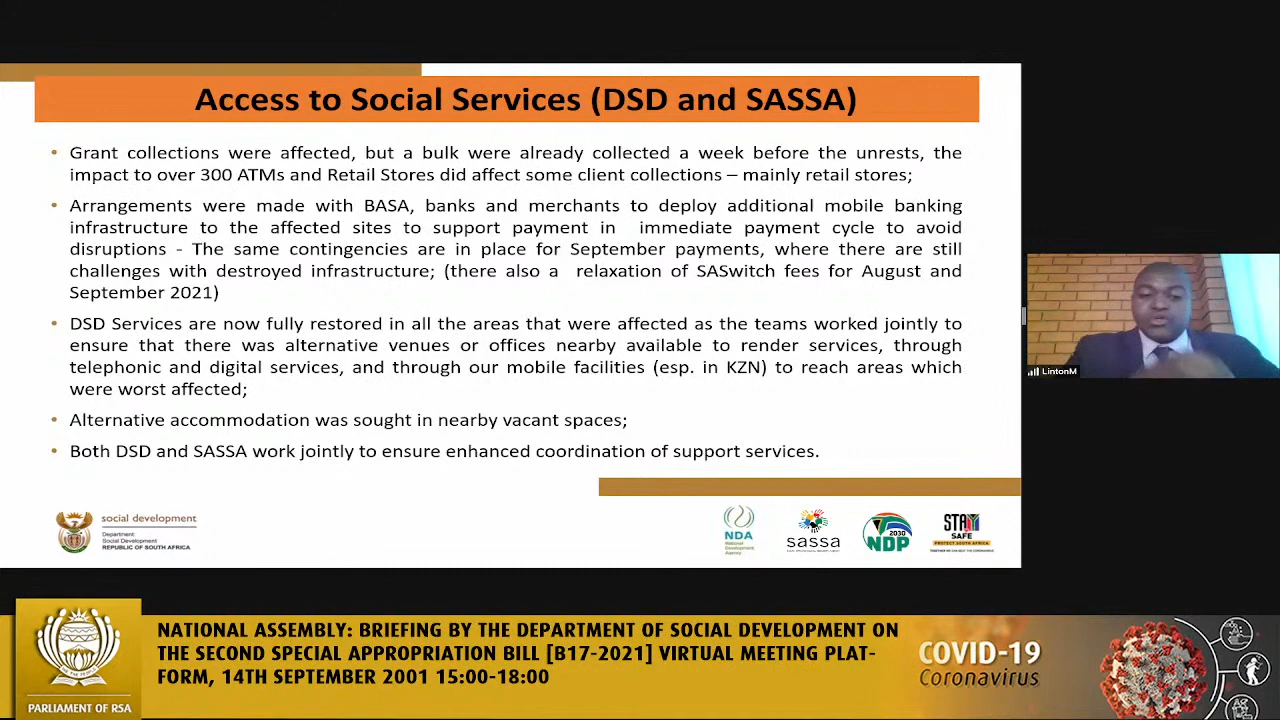 Access to Social Services (DSD and SASSA)
• Grant collections were affected, but a bulk were already collected a week before the unrests, the
impact to over 300 ATMs and Retail Stores did affect some client collections – mainly retail stores;
• Arrangements were made with BASA, banks and merchants to deploy additional mobile banking
infrastructure to the affected sites to support payment in immediate payment cycle to avoid
disruptions - The same contingencies are in place for September payments, where there are still
challenges with destroyed infrastructure; (there also a relaxation of SASwitch fees for August and
September 2021)
• DSD Services are now fully restored in all the areas that were affected as the teams worked jointly to
ensure that there was alternative venues or offices nearby available to render services, through
telephonic and digital services, and through our mobile facilities (esp. in KZN) to reach areas which
were worst affected;
• Alternative accommodation was sought in nearby vacant spaces;
• Both DSD and SASSA work jointly to ensure enhanced coordination of support services.
LintonM
social development
Department:
Social Development
REPUBLIC OF SOUTH AFRICA
NDA
National
Development
Agency
sassa
2030
NDP
STAY
SAFE
PROTECT SOUTH AFRICA
NATIONAL ASSEMBLY: BRIEFING BY THE DEPARTMENT OF SOCIAL DEVELOPMENT ON
THE SECOND SPECIAL APPROPRIATION BILL [B17-2021] VIRTUAL MEETING PLAT-
FORM, 14TH SEPTEMBER 2001 15:00-18:00
PARLIAMENT OF RSA
COVID-19
Coronavirus